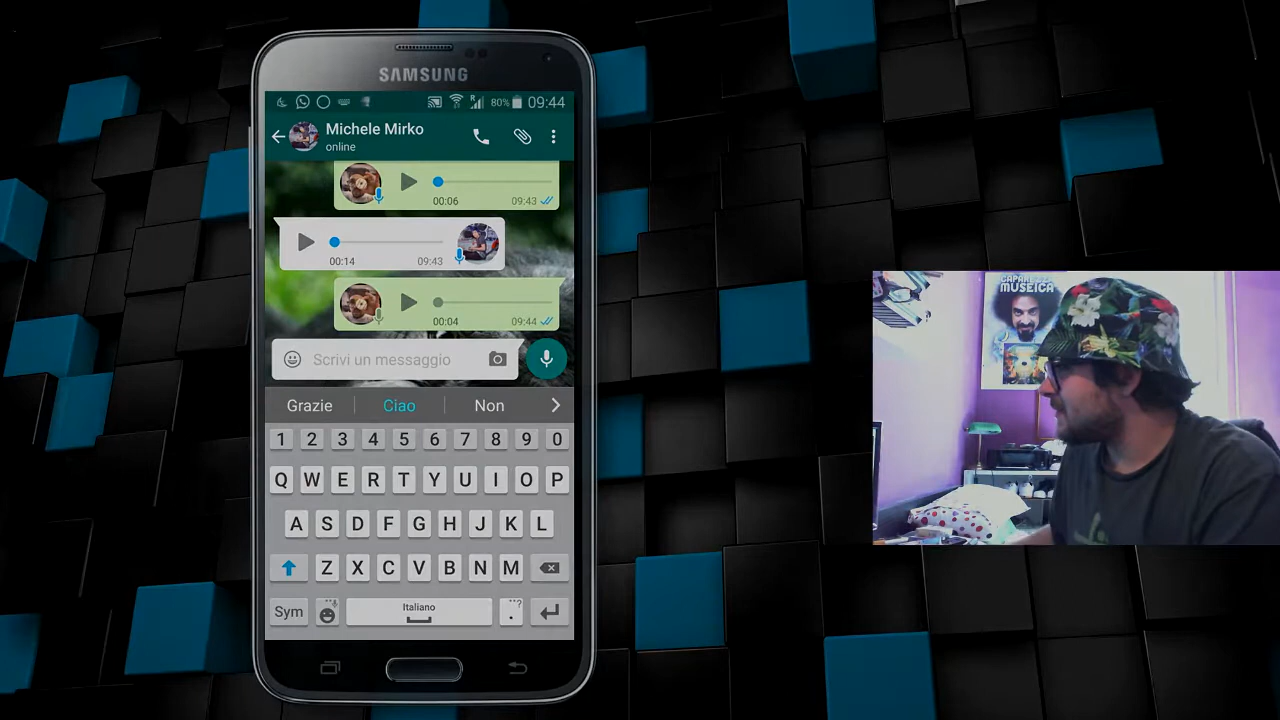 SAMSUNG
80% 09:44
Michele Mirko
online
00:06 09:43
00:14 09:43
00:04 09:44
Scrivi un messaggio
Grazie Ciao Non
1 2 3 4 5 6 7 8 9 0
Q W E R T Y U I O P
A S D F G H J K L
Z X C V B N M
Sym Italiano . ...?
CAPAREZZA
MUSEICA